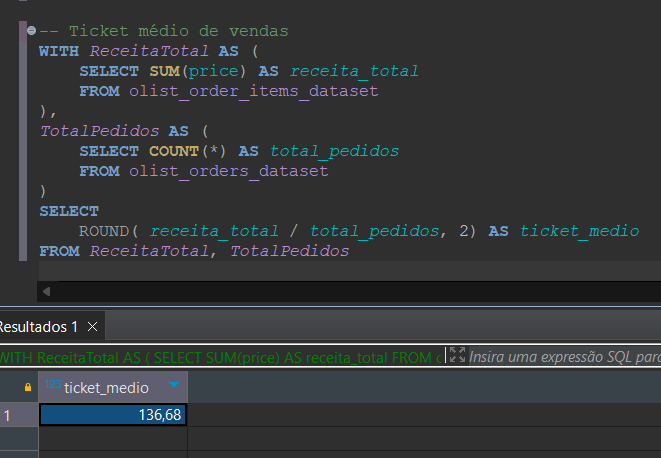 -- Ticket médio de vendas
WITH ReceitaTotal AS (
    SELECT SUM(price) AS receita_total
    FROM olist_order_items_dataset
),
TotalPedidos AS (
    SELECT COUNT(*) AS total_pedidos
    FROM olist_orders_dataset
)
SELECT
    ROUND( receita_total / total_pedidos, 2) AS ticket_medio
FROM ReceitaTotal, TotalPedidos
Resultados 1
WITH ReceitaTotal AS ( SELECT SUM(price) AS receita_total FROM Insira uma expressão SQL para
123 ticket_medio
1 136,68